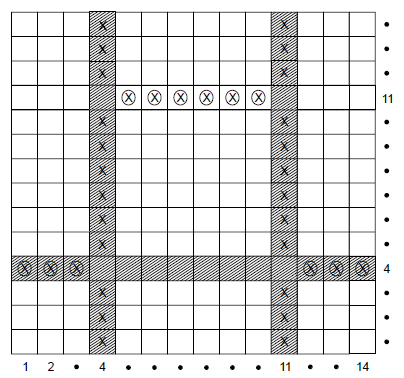 X X •
X X •
X X •
Ⓧ Ⓧ Ⓧ Ⓧ Ⓧ Ⓧ 11
X X •
X X •
X X •
X X •
X X •
X X •
Ⓧ Ⓧ Ⓧ Ⓧ Ⓧ Ⓧ 4
X X •
X X •
X X •
1 2 • 4 • • • • • • 11 • • 14